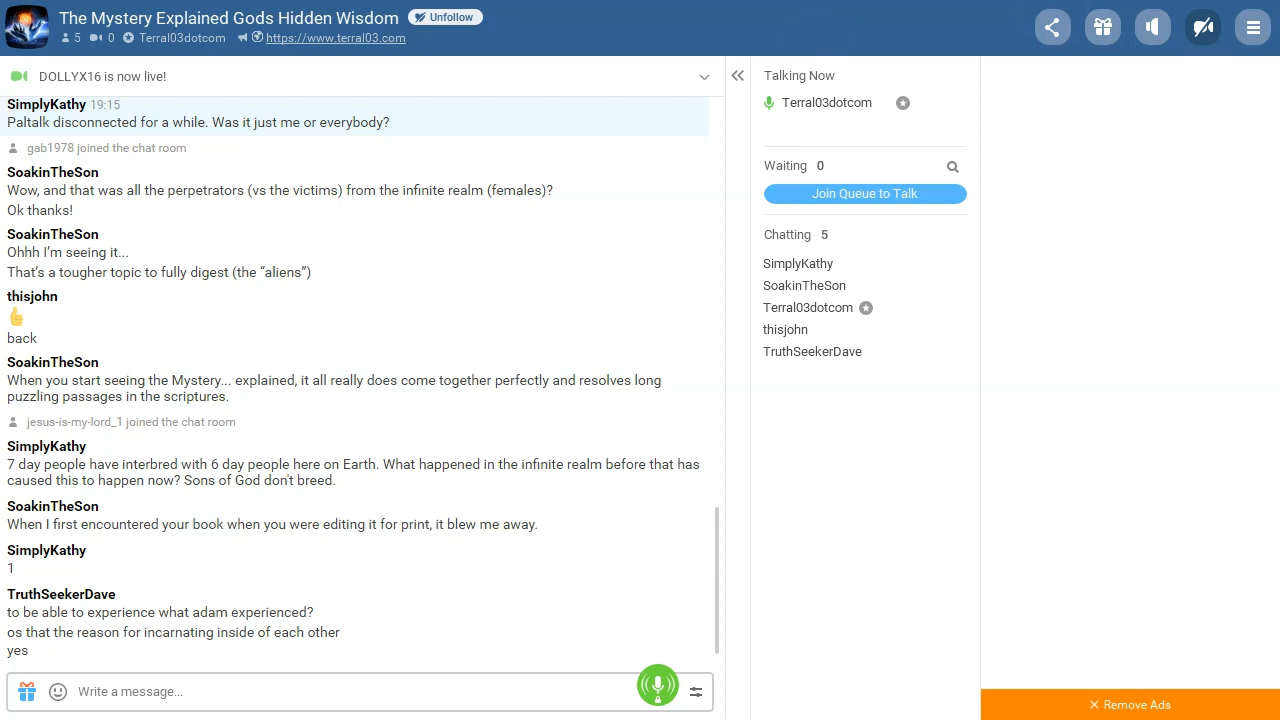 The Mystery Explained Gods Hidden Wisdom
Unfollow
5 0 Terral03dotcom https://www.terral03.com
DOLLYX16 is now live!
SimplyKathy 19:15
Paltalk disconnected for a while. Was it just me or everybody?
gab1978 joined the chat room
SoakinTheSon
Wow, and that was all the perpetrators (vs the victims) from the infinite realm (females)?
Ok thanks!
SoakinTheSon
Ohhh I’m seeing it...
That’s a tougher topic to fully digest (the “aliens”)
thisjohn
back
SoakinTheSon
When you start seeing the Mystery... explained, it all really does come together perfectly and resolves long
puzzling passages in the scriptures.
jesus-is-my-lord_1 joined the chat room
SimplyKathy
7 day people have interbred with 6 day people here on Earth. What happened in the infinite realm before that has
caused this to happen now? Sons of God don't breed.
SoakinTheSon
When I first encountered your book when you were editing it for print, it blew me away.
SimplyKathy
1
TruthSeekerDave
to be able to experience what adam experienced?
os that the reason for incarnating inside of each other
yes
Write a message...
Talking Now
Terral03dotcom
Waiting 0
Join Queue to Talk
Chatting 5
SimplyKathy
SoakinTheSon
Terral03dotcom
thisjohn
TruthSeekerDave
Remove Ads